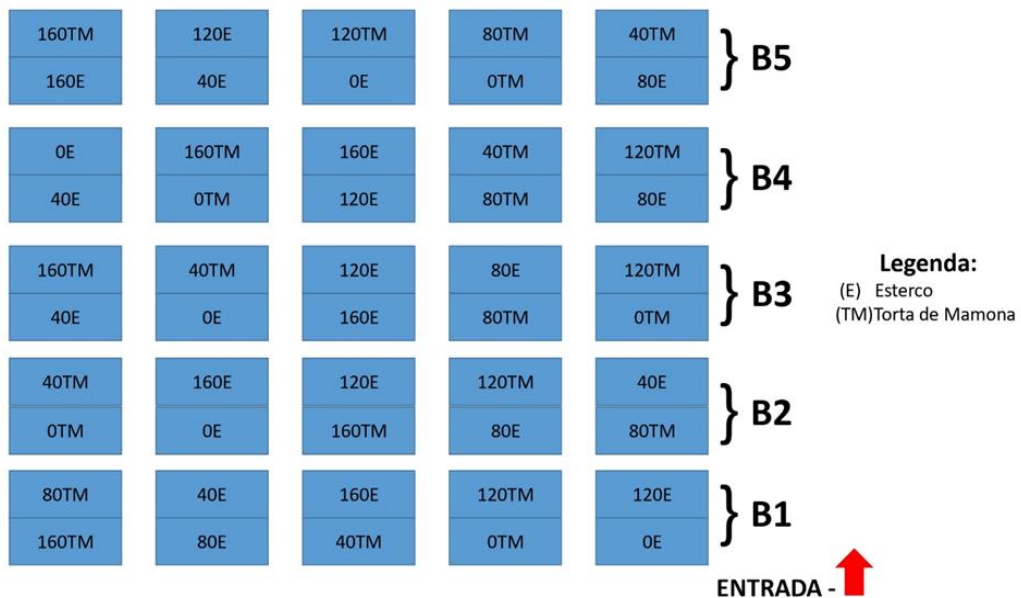 160TM 120E 120TM 80TM 40TM
160E 40E 0E 0TM 80E
} B5
0E 160TM 160E 40TM 120TM
40E 0TM 120E 80TM 80E
} B4
160TM 40TM 120E 80E 120TM
40E 0E 160E 80TM 0TM
} B3
Legenda:
(E) Esterco
(TM)Torta de Mamona
40TM 160E 120E 120TM 40E
0TM 0E 160TM 80E 80TM
} B2
80TM 40E 160E 120TM 120E
160TM 80E 40TM 0TM 0E
} B1
ENTRADA -